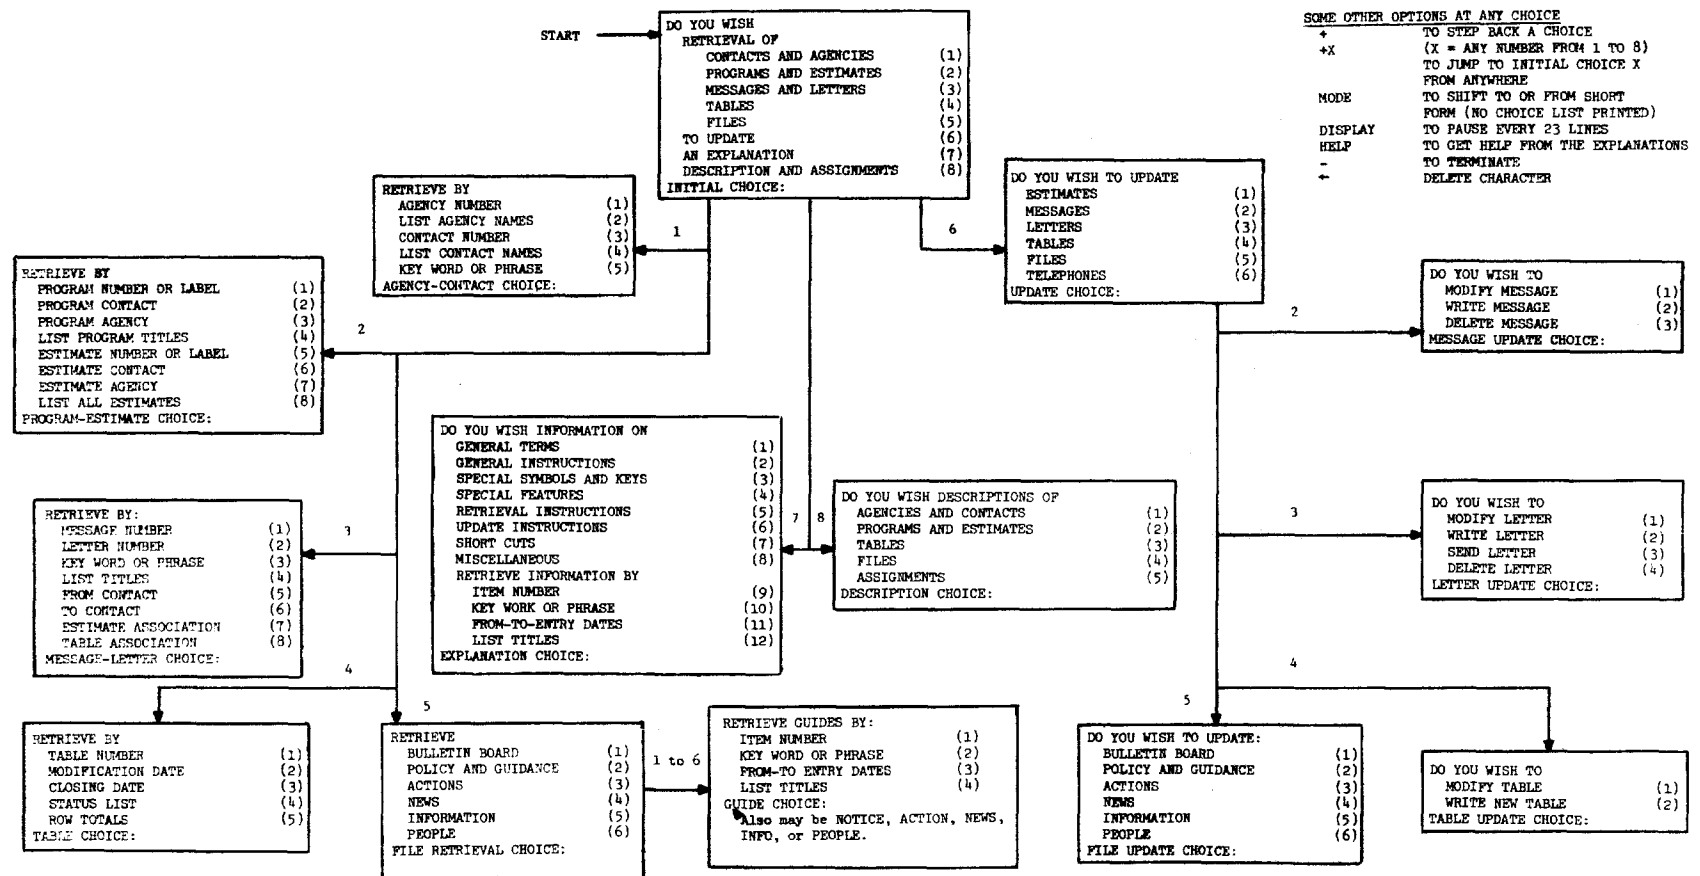 START
DO YOU WISH
RETRIEVAL OF
CONTACTS AND AGENCIES (1)
PROGRAMS AND ESTIMATES (2)
MESSAGES AND LETTERS (3)
TABLES (4)
FILES (5)
TO UPDATE (6)
AN EXPLANATION (7)
DESCRIPTION AND ASSIGNMENTS (8)
INITIAL CHOICE:
SOME OTHER OPTIONS AT ANY CHOICE
+ TO STEP BACK A CHOICE
+X (X = ANY NUMBER FROM 1 TO 8)
TO JUMP TO INITIAL CHOICE X
FROM ANYWHERE
MODE TO SHIFT TO OR FROM SHORT
FORM (NO CHOICE LIST PRINTED)
DISPLAY TO PAUSE EVERY 23 LINES
HELP TO GET HELP FROM THE EXPLANATIONS
- TO TERMINATE
← DELETE CHARACTER
RETRIEVE BY
AGENCY NUMBER (1)
LIST AGENCY NAMES (2)
CONTACT NUMBER (3)
LIST CONTACT NAMES (4)
KEY WORD OR PHRASE (5)
AGENCY-CONTACT CHOICE:
1
6
DO YOU WISH TO UPDATE
ESTIMATES (1)
MESSAGES (2)
LETTERS (3)
TABLES (4)
FILES (5)
TELEPHONES (6)
UPDATE CHOICE:
RETRIEVE BY
PROGRAM NUMBER OR LABEL (1)
PROGRAM CONTACT (2)
PROGRAM AGENCY (3)
LIST PROGRAM TITLES (4)
ESTIMATE NUMBER OR LABEL (5)
ESTIMATE CONTACT (6)
ESTIMATE AGENCY (7)
LIST ALL ESTIMATES (8)
PROGRAM-ESTIMATE CHOICE:
2
2
DO YOU WISH TO
MODIFY MESSAGE (1)
WRITE MESSAGE (2)
DELETE MESSAGE (3)
MESSAGE UPDATE CHOICE:
DO YOU WISH INFORMATION ON
GENERAL TERMS (1)
GENERAL INSTRUCTIONS (2)
SPECIAL SYMBOLS AND KEYS (3)
SPECIAL FEATURES (4)
RETRIEVAL INSTRUCTIONS (5)
UPDATE INSTRUCTIONS (6)
SHORT CUTS (7)
MISCELLANEOUS (8)
RETRIEVE INFORMATION BY
ITEM NUMBER (9)
KEY WORK OR PHRASE (10)
FROM-TO-ENTRY DATES (11)
LIST TITLES (12)
EXPLANATION CHOICE:
7 8
DO YOU WISH DESCRIPTIONS OF
AGENCIES AND CONTACTS (1)
PROGRAMS AND ESTIMATES (2)
TABLES (3)
FILES (4)
ASSIGNMENTS (5)
DESCRIPTION CHOICE:
RETRIEVE BY:
MESSAGE NUMBER (1)
LETTER NUMBER (2)
KEY WORD OR PHRASE (3)
LIST TITLES (4)
FROM CONTACT (5)
TO CONTACT (6)
ESTIMATE ASSOCIATION (7)
TABLE ASSOCIATION (8)
MESSAGE-LETTER CHOICE:
3
3
DO YOU WISH TO
MODIFY LETTER (1)
WRITE LETTER (2)
SEND LETTER (3)
DELETE LETTER (4)
LETTER UPDATE CHOICE:
4
5
RETRIEVE BY
TABLE NUMBER (1)
MODIFICATION DATE (2)
CLOSING DATE (3)
STATUS LIST (4)
ROW TOTALS (5)
TABLE CHOICE:
RETRIEVE
BULLETIN BOARD (1)
POLICY AND GUIDANCE (2)
ACTIONS (3)
NEWS (4)
INFORMATION (5)
PEOPLE (6)
FILE RETRIEVAL CHOICE:
1 to 6
RETRIEVE GUIDES BY:
ITEM NUMBER (1)
KEY WORD OR PHRASE (2)
FROM-TO ENTRY DATES (3)
LIST TITLES (4)
GUIDE CHOICE:
Also may be NOTICE, ACTION, NEWS,
INFO, or PEOPLE.
4
5
DO YOU WISH TO UPDATE:
BULLETIN BOARD (1)
POLICY AND GUIDANCE (2)
ACTIONS (3)
NEWS (4)
INFORMATION (5)
PEOPLE (6)
FILE UPDATE CHOICE:
DO YOU WISH TO
MODIFY TABLE (1)
WRITE NEW TABLE (2)
TABLE UPDATE CHOICE: